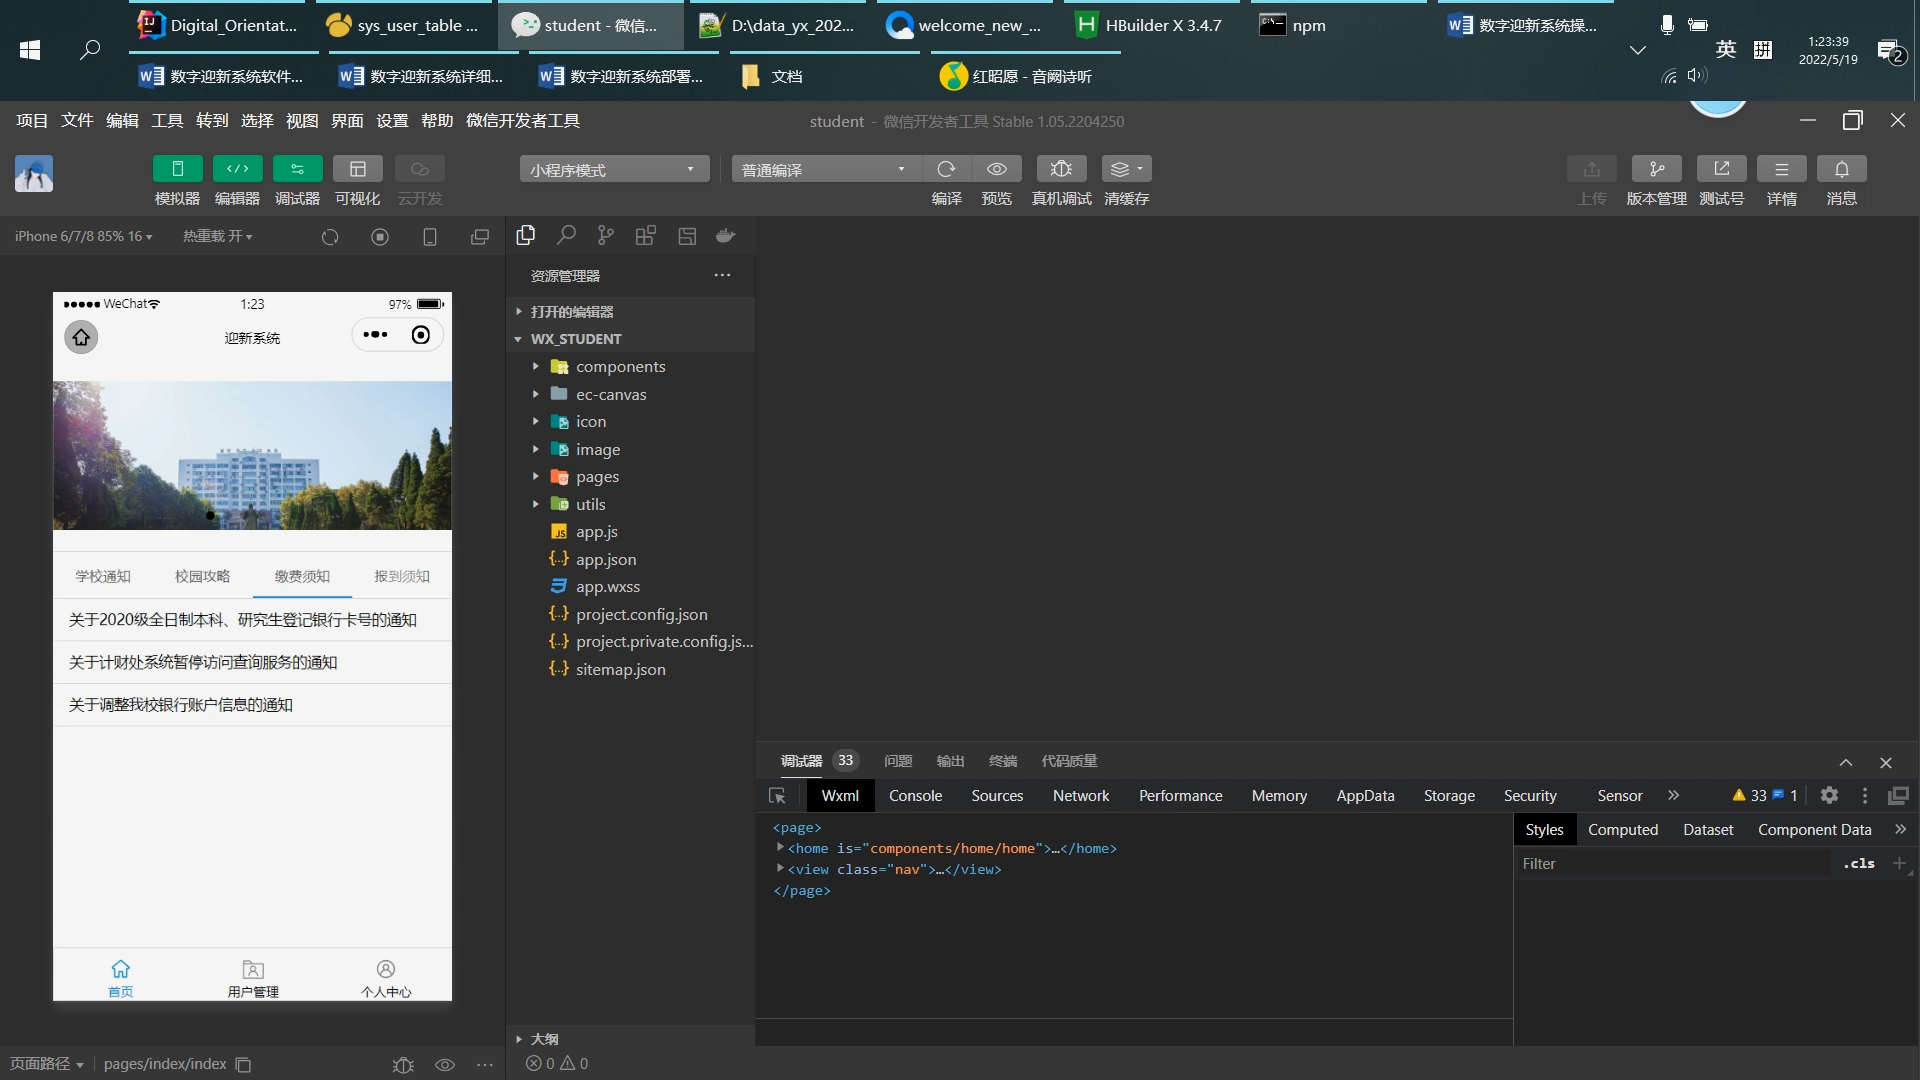 Digital_Orientat...
sys_user_table ...
student - 微信...
D:\data_yx_202...
welcome_new_...
HBuilder X 3.4.7
npm
数字迎新系统操...
数字迎新系统软件...
数字迎新系统详细...
数字迎新系统部署...
文档
红昭愿 - 音阙诗听
英
拼
1:23:39
2022/5/19
2
项目 文件 编辑 工具 转到 选择 视图 界面 设置 帮助 微信开发者工具
student - 微信开发者工具 Stable 1.05.2204250
小程序模式
普通编译
模拟器 编辑器 调试器 可视化 云开发
编译 预览 真机调试 清缓存
上传 版本管理 测试号 详情 消息
iPhone 6/7/8 85% 16
热重载 开
WeChat
1:23
97%
迎新系统
学校通知 校园攻略 缴费须知 报到须知
关于2020级全日制本科、研究生登记银行卡号的通知
关于计财处系统暂停访问查询服务的通知
关于调整我校银行账户信息的通知
首页 用户管理 个人中心
页面路径
pages/index/index
资源管理器
打开的编辑器
WX_STUDENT
components
ec-canvas
icon
image
pages
utils
JS app.js
{..} app.json
app.wxss
{..} project.config.json
{..} project.private.config.js...
{..} sitemap.json
大纲
0 0
调试器 33 问题 输出 终端 代码质量
Wxml Console Sources Network Performance Memory AppData Storage Security Sensor
33 1
<page>
<home is="components/home/home">…</home>
<view class="nav">…</view>
</page>
Styles Computed Dataset Component Data
Filter
.cls